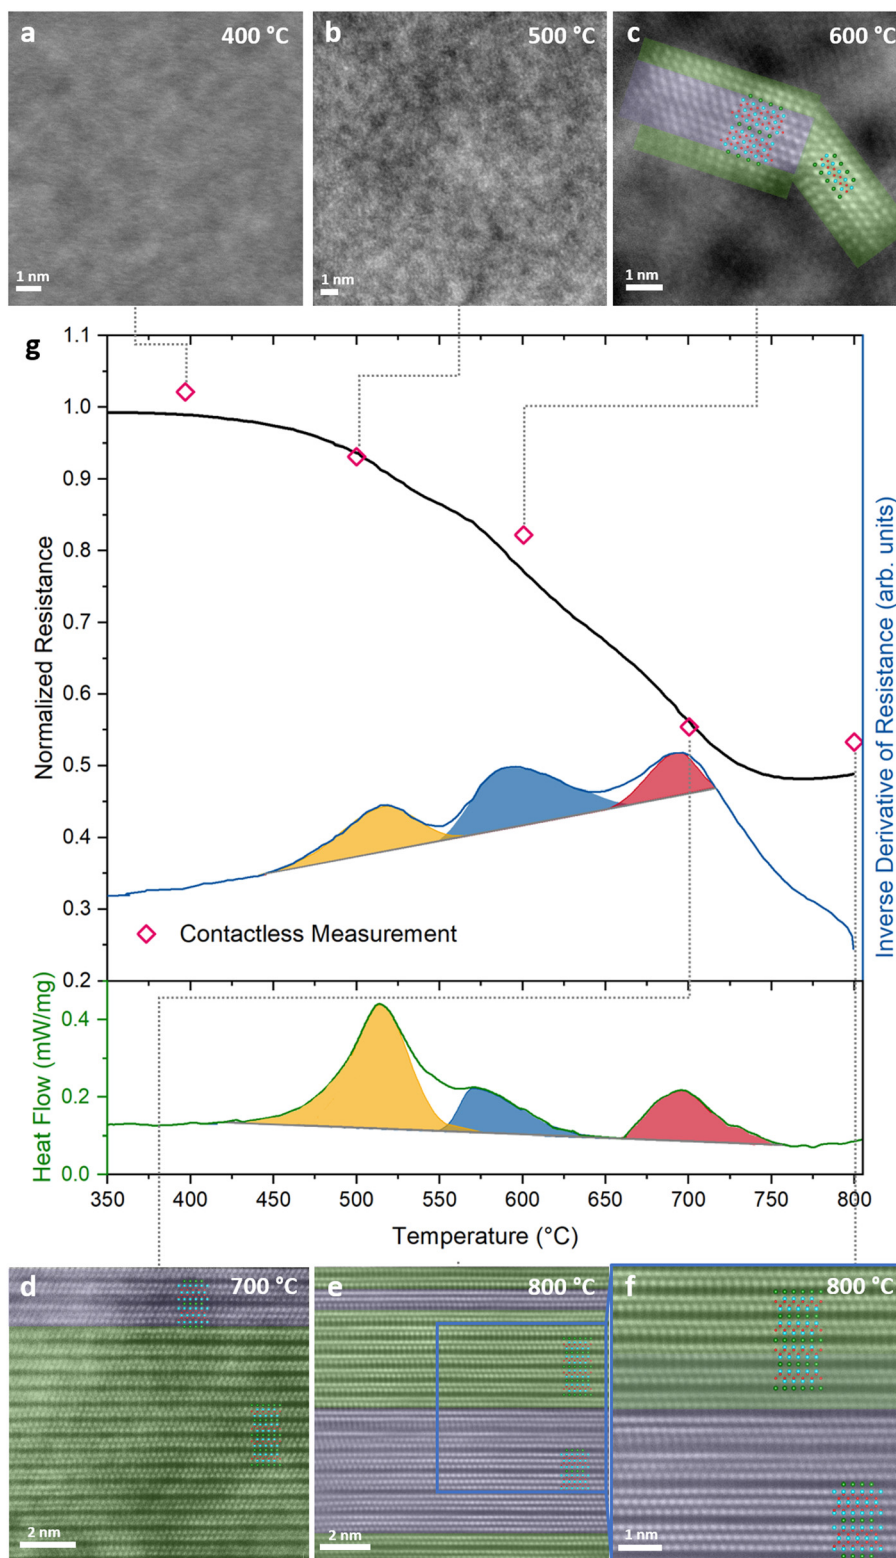 a
400 °C
1 nm
b
500 °C
1 nm
c
600 °C
1 nm
g
1.1
1.0
0.9
0.8
0.7
0.6
0.5
0.4
0.3
0.2
Normalized Resistance
Inverse Derivative of Resistance (arb. units)
Contactless Measurement
0.4
0.2
0.0
Heat Flow (mW/mg)
350 400 450 500 550 600 650 700 750 800
Temperature (°C)
d
700 °C
2 nm
e
800 °C
2 nm
f
800 °C
1 nm